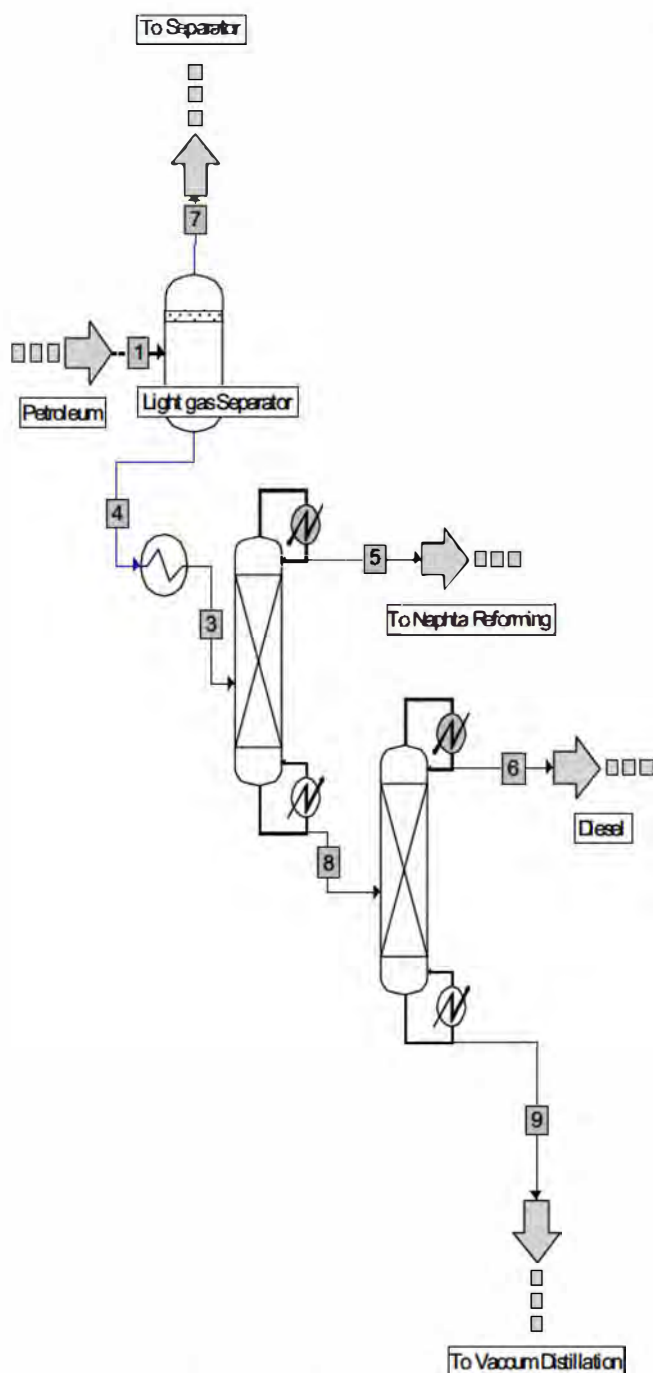 To Separator
7
1
Petroleum
Light gas Separator
4
5
3
To Naphta Reforming
6
Diesel
8
9
To Vaccum Distillation